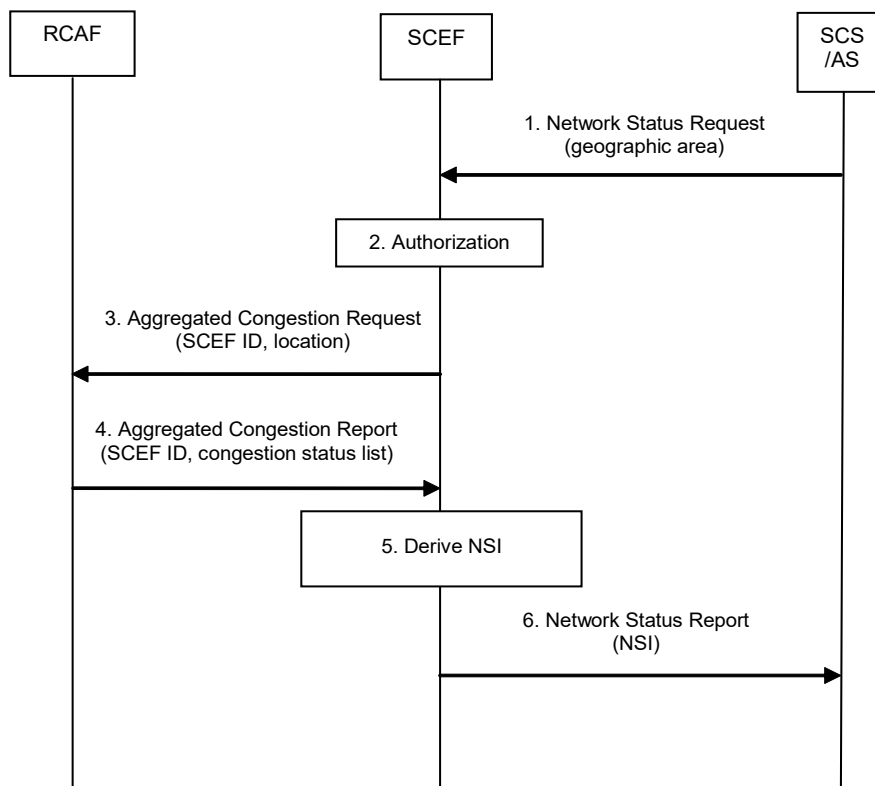 RCAF
SCEF
SCS
/AS
1. Network Status Request
(geographic area)
2. Authorization
3. Aggregated Congestion Request
(SCEF ID, location)
4. Aggregated Congestion Report
(SCEF ID, congestion status list)
5. Derive NSI
6. Network Status Report
(NSI)